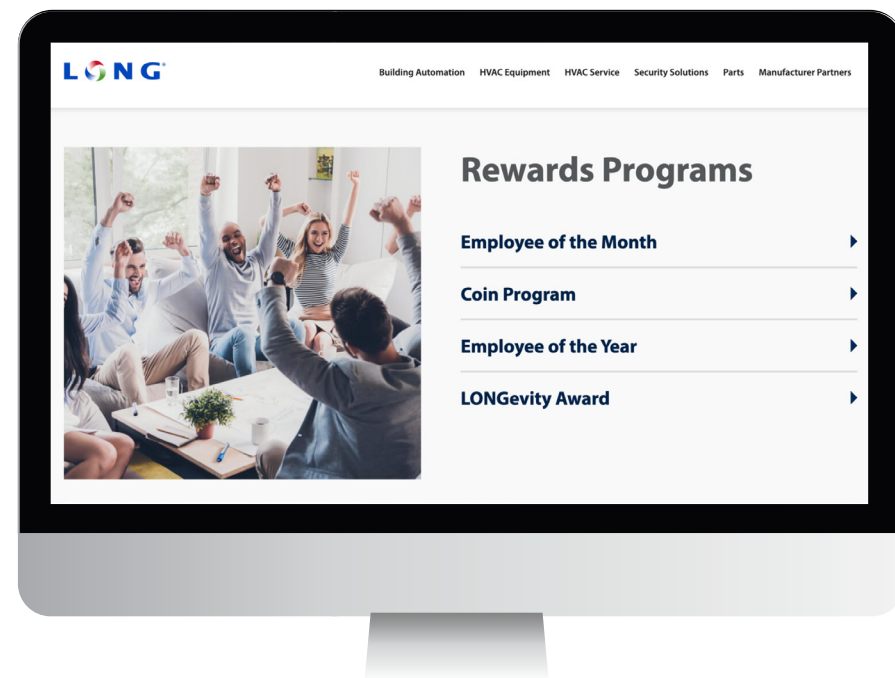 LONG®
Building Automation HVAC Equipment HVAC Service Security Solutions Parts Manufacturer Partners
Rewards Programs
Employee of the Month
Coin Program
Employee of the Year
LONGevity Award